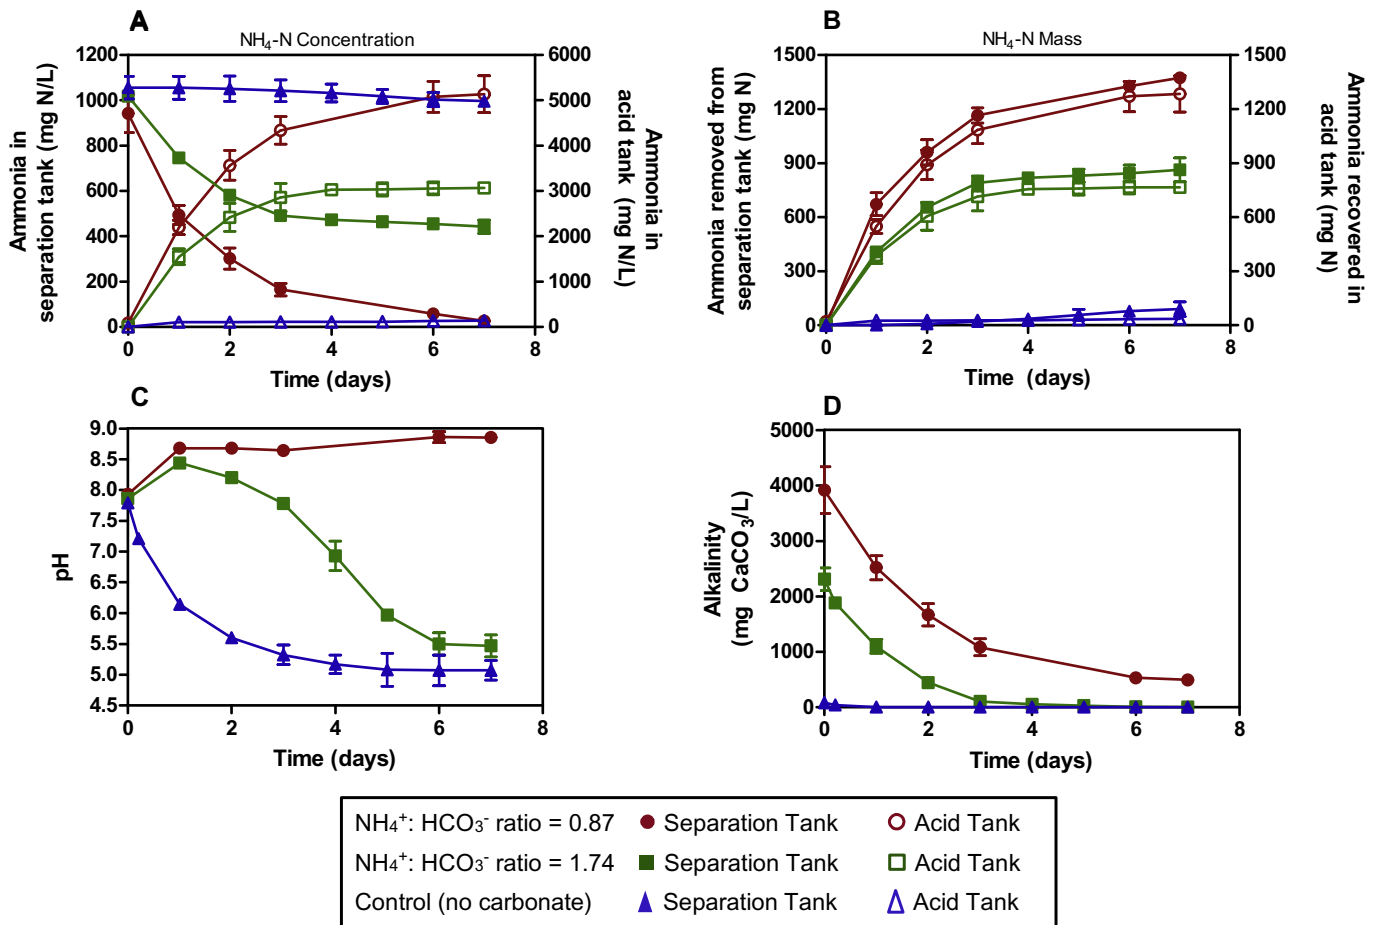 A
NH₄-N Concentration
1200
1000
800
600
400
200
0
6000
5000
4000
3000
2000
1000
0
0 2 4 6 8
Ammonia in
separation tank (mg N/L)
Ammonia in
acid tank (mg N/L)
Time (days)
B
NH₄-N Mass
1500
1200
900
600
300
0
1500
1200
900
600
300
0
0 2 4 6 8
Ammonia removed from
separation tank (mg N)
Ammonia recovered in
acid tank (mg N)
Time (days)
C
9.0
8.5
8.0
7.5
7.0
6.5
6.0
5.5
5.0
4.5
0 2 4 6 8
pH
Time (days)
D
5000
4000
3000
2000
1000
0
0 2 4 6 8
Alkalinity
(mg CaCO₃/L)
Time (days)
NH₄⁺: HCO₃⁻ ratio = 0.87 Separation Tank Acid Tank
NH₄⁺: HCO₃⁻ ratio = 1.74 Separation Tank Acid Tank
Control (no carbonate) Separation Tank Acid Tank